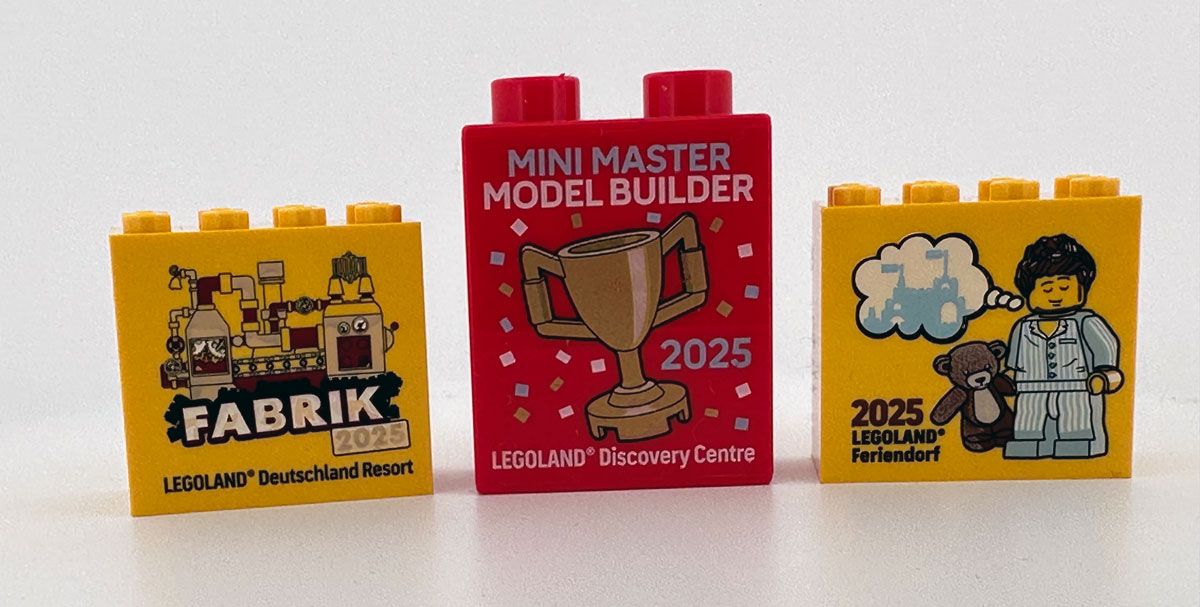 FABRIK
2025
LEGOLAND® Deutschland Resort
MINI MASTER
MODEL BUILDER
2025
LEGOLAND® Discovery Centre
2025
LEGOLAND®
Feriendorf